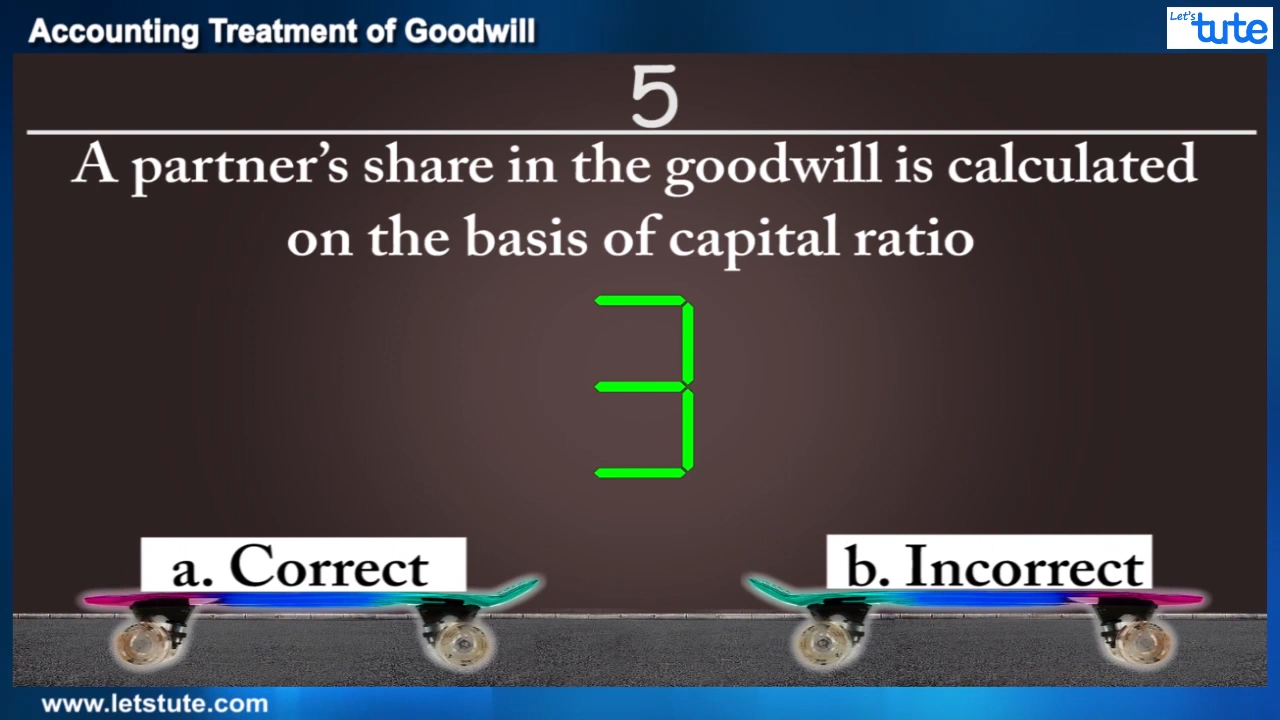 Accounting Treatment of Goodwill
Let's
tute
5
A partner’s share in the goodwill is calculated
on the basis of capital ratio
3
a. Correct
b. Incorrect
www.letstute.com